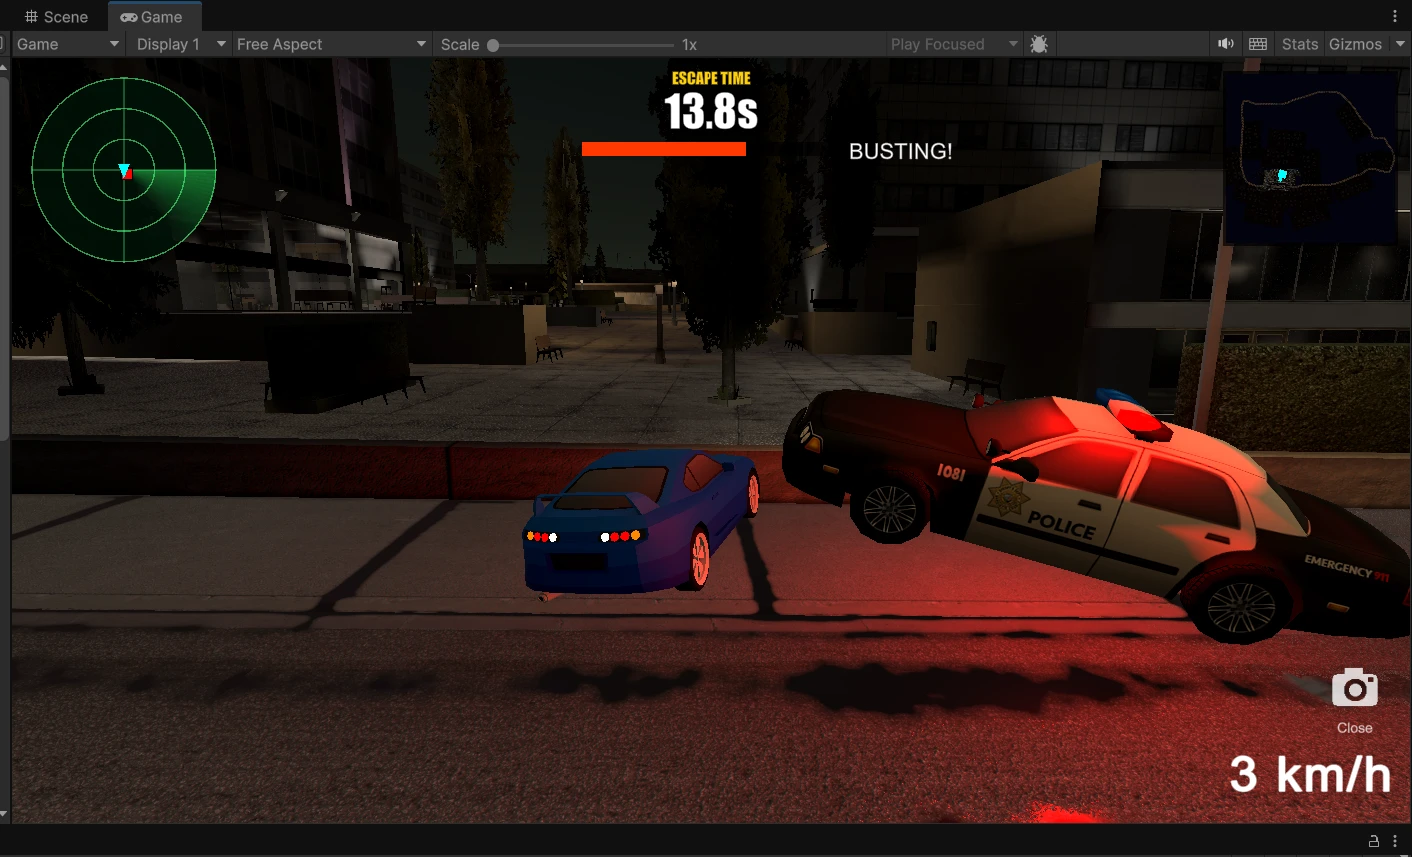 Scene
Game
Game
Display 1
Free Aspect
Scale
1x
Play Focused
Stats
Gizmos
ESCAPE TIME
13.8s
BUSTING!
1081
POLICE
EMERGENCY 911
Close
3 km/h